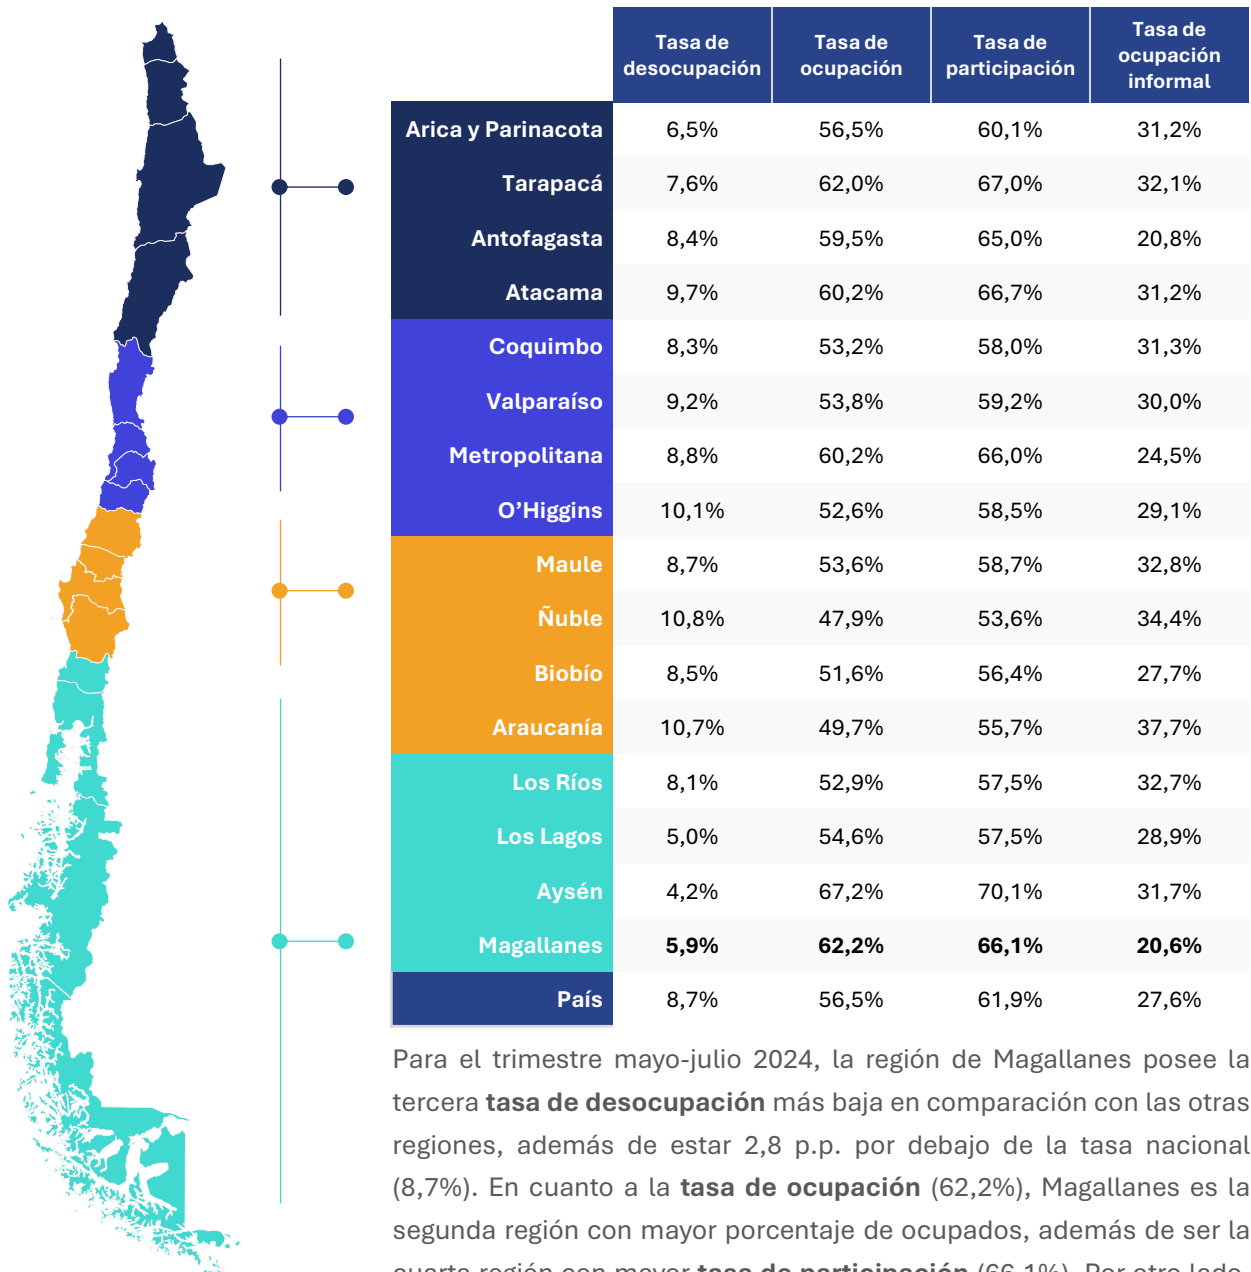 Tasa de desocupación Tasa de ocupación Tasa de participación Tasa de ocupación informal
Arica y Parinacota 6,5% 56,5% 60,1% 31,2%
Tarapacá 7,6% 62,0% 67,0% 32,1%
Antofagasta 8,4% 59,5% 65,0% 20,8%
Atacama 9,7% 60,2% 66,7% 31,2%
Coquimbo 8,3% 53,2% 58,0% 31,3%
Valparaíso 9,2% 53,8% 59,2% 30,0%
Metropolitana 8,8% 60,2% 66,0% 24,5%
O’Higgins 10,1% 52,6% 58,5% 29,1%
Maule 8,7% 53,6% 58,7% 32,8%
Ñuble 10,8% 47,9% 53,6% 34,4%
Biobío 8,5% 51,6% 56,4% 27,7%
Araucanía 10,7% 49,7% 55,7% 37,7%
Los Ríos 8,1% 52,9% 57,5% 32,7%
Los Lagos 5,0% 54,6% 57,5% 28,9%
Aysén 4,2% 67,2% 70,1% 31,7%
Magallanes 5,9% 62,2% 66,1% 20,6%
País 8,7% 56,5% 61,9% 27,6%
Para el trimestre mayo-julio 2024, la región de Magallanes posee la
tercera tasa de desocupación más baja en comparación con las otras
regiones, además de estar 2,8 p.p. por debajo de la tasa nacional
(8,7%). En cuanto a la tasa de ocupación (62,2%), Magallanes es la
segunda región con mayor porcentaje de ocupados, además de ser la
cuarta región con mayor tasa de participación (66,1%). Por otro lado,